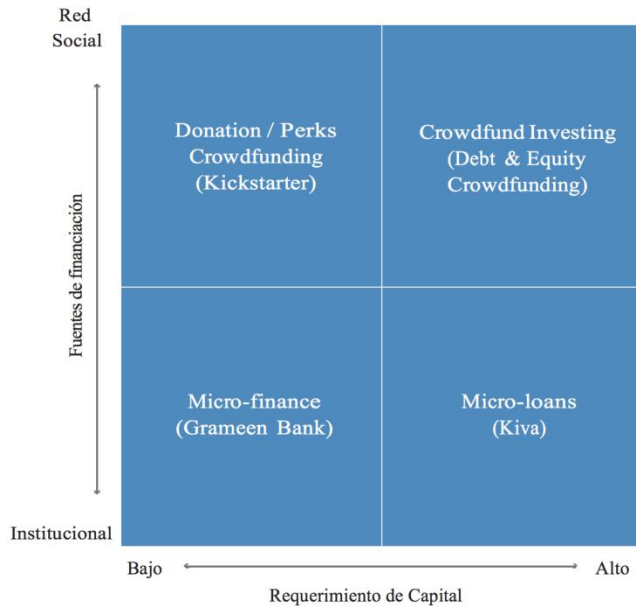 Red
Social
Donation / Perks
Crowdfunding
(Kickstarter)
Crowdfund Investing
(Debt & Equity
Crowdfunding)
Fuentes de financiación
Micro-finance
(Grameen Bank)
Micro-loans
(Kiva)
Institucional
Bajo
Alto
Requerimiento de Capital